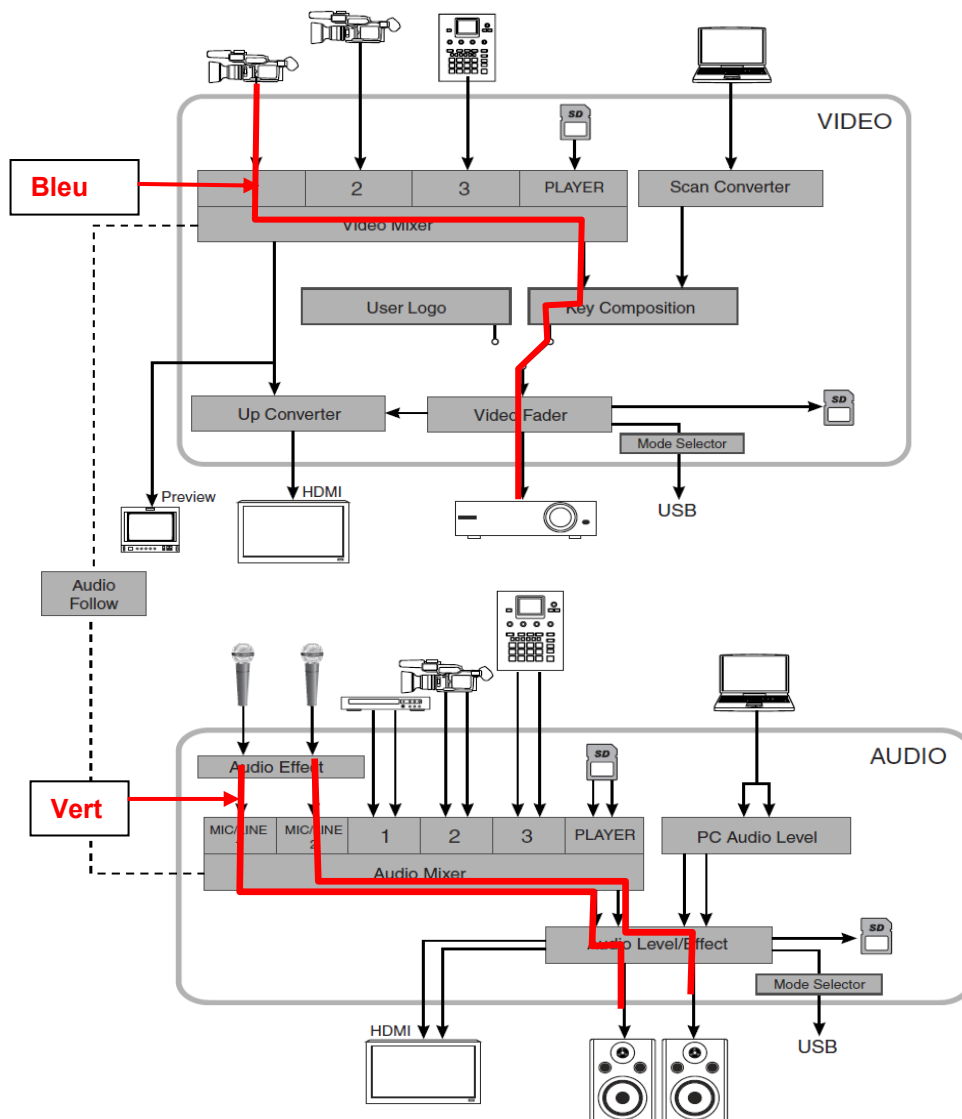 SD
VIDEO
Bleu
2
3
PLAYER
Scan Converter
Video Mixer
User Logo
Key Composition
Up Converter
Video Fader
SD
Mode Selector
Preview
HDMI
USB
Audio
Follow
AUDIO
SD
Audio Effect
Vert
MIC/LINE
MIC/LINE
2
1
2
3
PLAYER
PC Audio Level
Audio Mixer
Audio Level/Effect
SD
Mode Selector
HDMI
USB